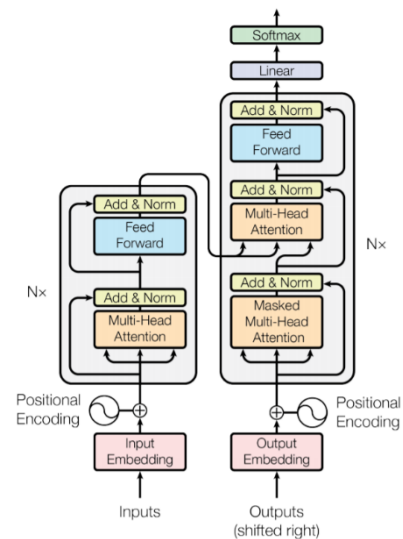 Softmax
Linear
Add & Norm
Feed
Forward
Add & Norm
Multi-Head
Attention
Nx
Add & Norm
Masked
Multi-Head
Attention
Positional
Encoding
Output
Embedding
Outputs
(shifted right)
Add & Norm
Feed
Forward
Nx
Add & Norm
Multi-Head
Attention
Positional
Encoding
Input
Embedding
Inputs